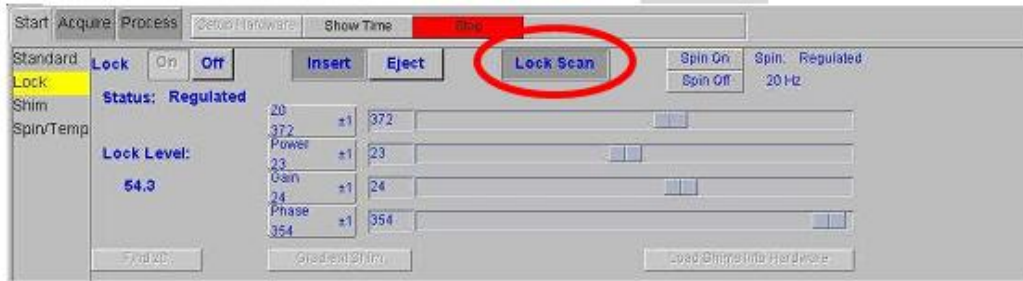 Start Acquire Process Setup Hardware Show Time Stop
Standard
Lock
Shim
Spin/Temp
Lock On Off Insert Eject Lock Scan Spin On Spin: Regulated
Spin Off 20 Hz
Status: Regulated
Z0
372 ±1 372
Power
23 ±1 23
Gain
24 ±1 24
Phase
354 ±1 354
Lock Level:
54.3
Find Z0 Gradient Shim Load Shims Into Hardware